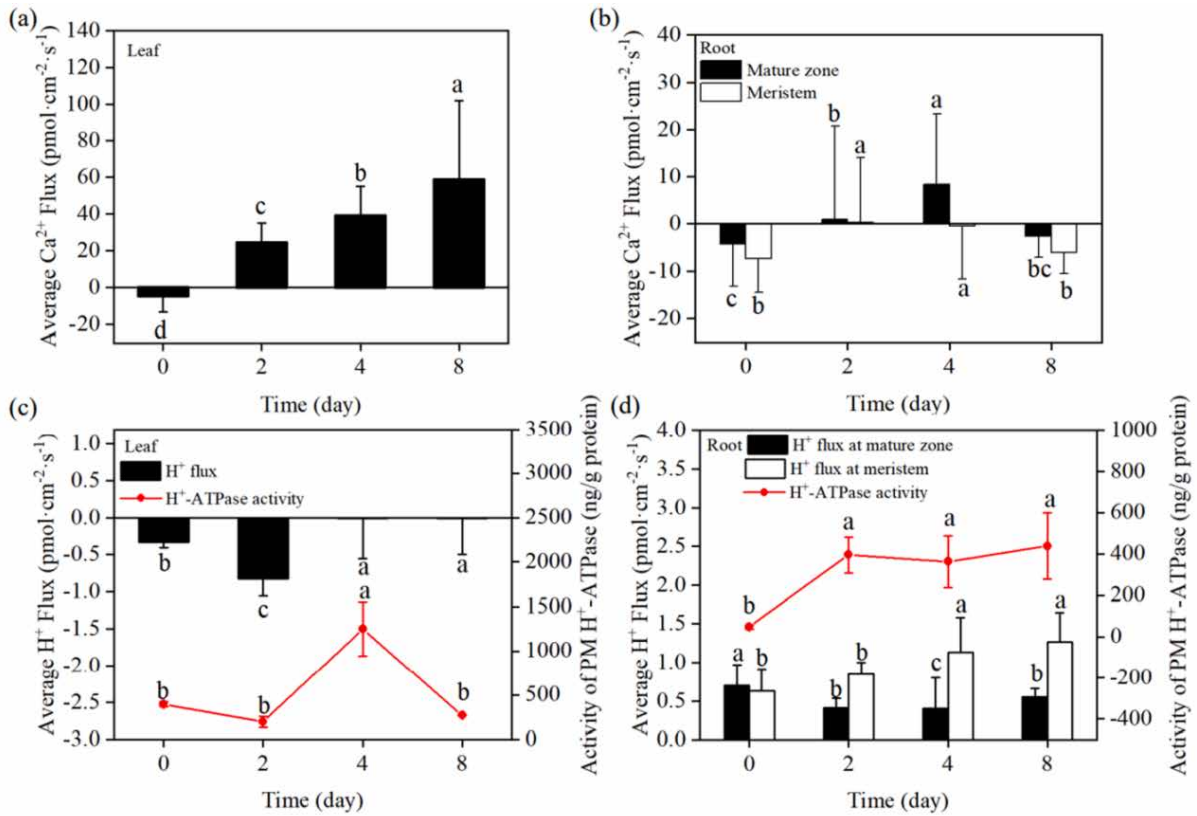 (a)
140
120
100
80
60
40
20
0
-20
Average Ca²⁺ Flux (pmol·cm⁻²·s⁻¹)
Leaf
d
c
b
a
0 2 4 8
Time (day)
(b)
40
30
20
10
0
-10
-20
Average Ca²⁺ Flux (pmol·cm⁻²·s⁻¹)
Root
Mature zone
Meristem
c b
b a
a a
bc b
0 2 4 8
Time (day)
(c)
1.0
0.5
0.0
-0.5
-1.0
-1.5
-2.0
-2.5
-3.0
Average H⁺ Flux (pmol·cm⁻²·s⁻¹)
Leaf
H⁺ flux
H⁺-ATPase activity
b c a a
b b a b
3500
3000
2500
2000
1500
1000
500
0
Activity of PM H⁺-ATPase (ng/g protein)
0 2 4 8
Time (day)
(d)
4.0
3.5
3.0
2.5
2.0
1.5
1.0
0.5
0.0
Average H⁺ Flux (pmol·cm⁻²·s⁻¹)
Root
H⁺ flux at mature zone
H⁺ flux at meristem
H⁺-ATPase activity
b a a a
a b
b b
c a
b a
1000
800
600
400
200
0
-200
-400
Activity of PM H⁺-ATPase (ng/g protein)
0 2 4 8
Time (day)